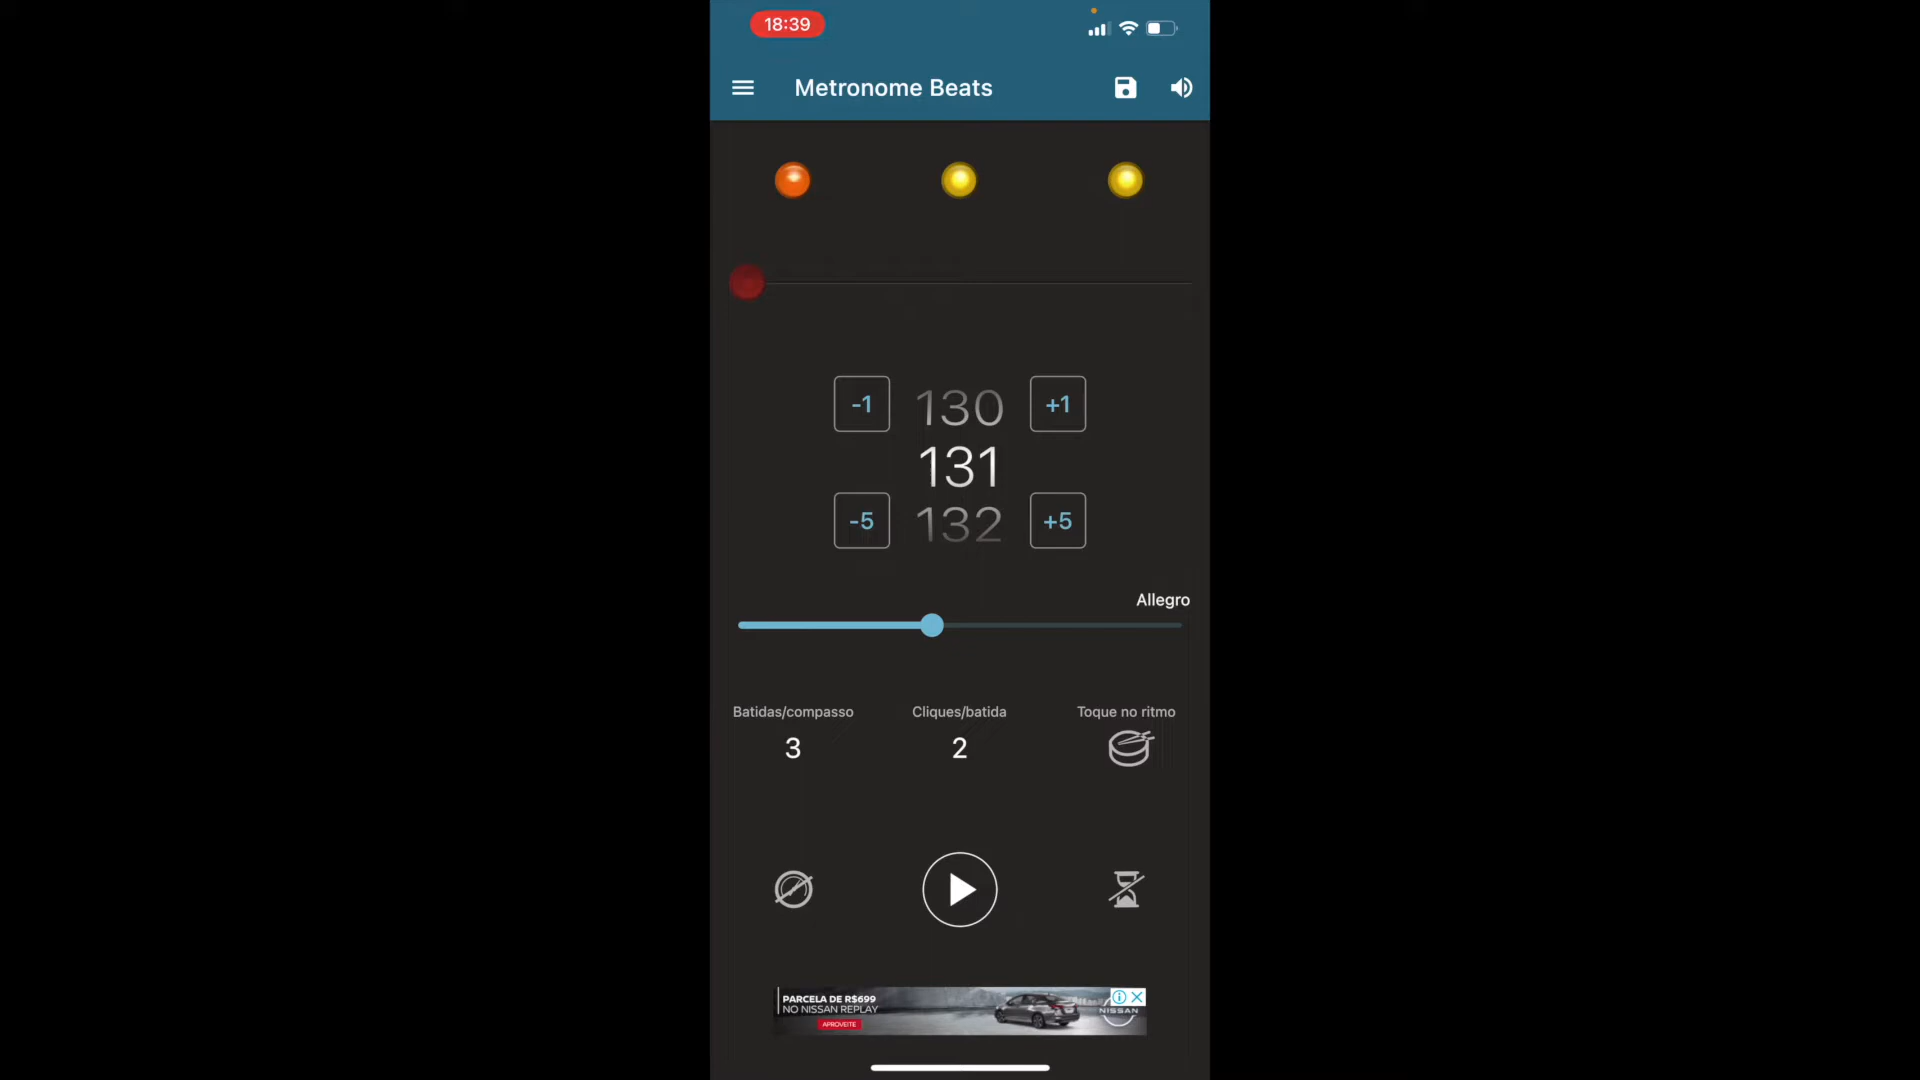 18:39
Metronome Beats
-1
130
+1
131
-5
132
+5
Allegro
Batidas/compasso
Cliques/batida
Toque no ritmo
3
2
PARCELA DE R$699
NO NISSAN REPLAY
APROVEITE
NISSAN